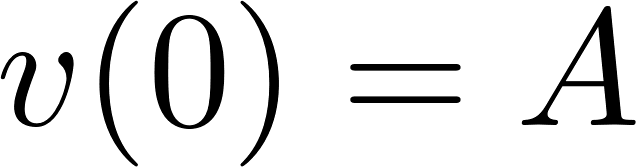 v(0) = A